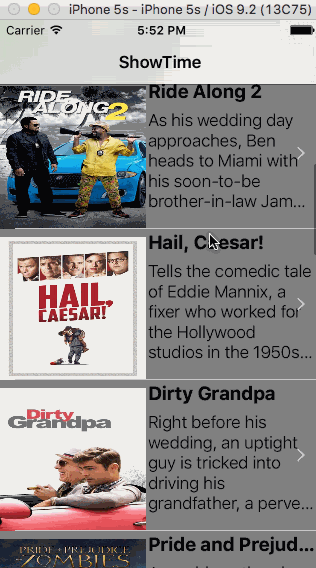 iPhone 5s - iPhone 5s / iOS 9.2 (13C75)
Carrier
5:52 PM
ShowTime
RIDE ALONG 2
Ride Along 2
As his wedding day
approaches, Ben
heads to Miami with
his soon-to-be
brother-in-law Jam...
HAIL,
CAESAR!
Hail, Caesar!
Tells the comedic tale
of Eddie Mannix, a
fixer who worked for
the Hollywood
studios in the 1950s...
Dirty
Grandpa
Dirty Grandpa
Right before his
wedding, an uptight
guy is tricked into
driving his
grandfather, a perve...
PRIDE + PREJUDICE
ZOMBIES
Pride and Prejud...